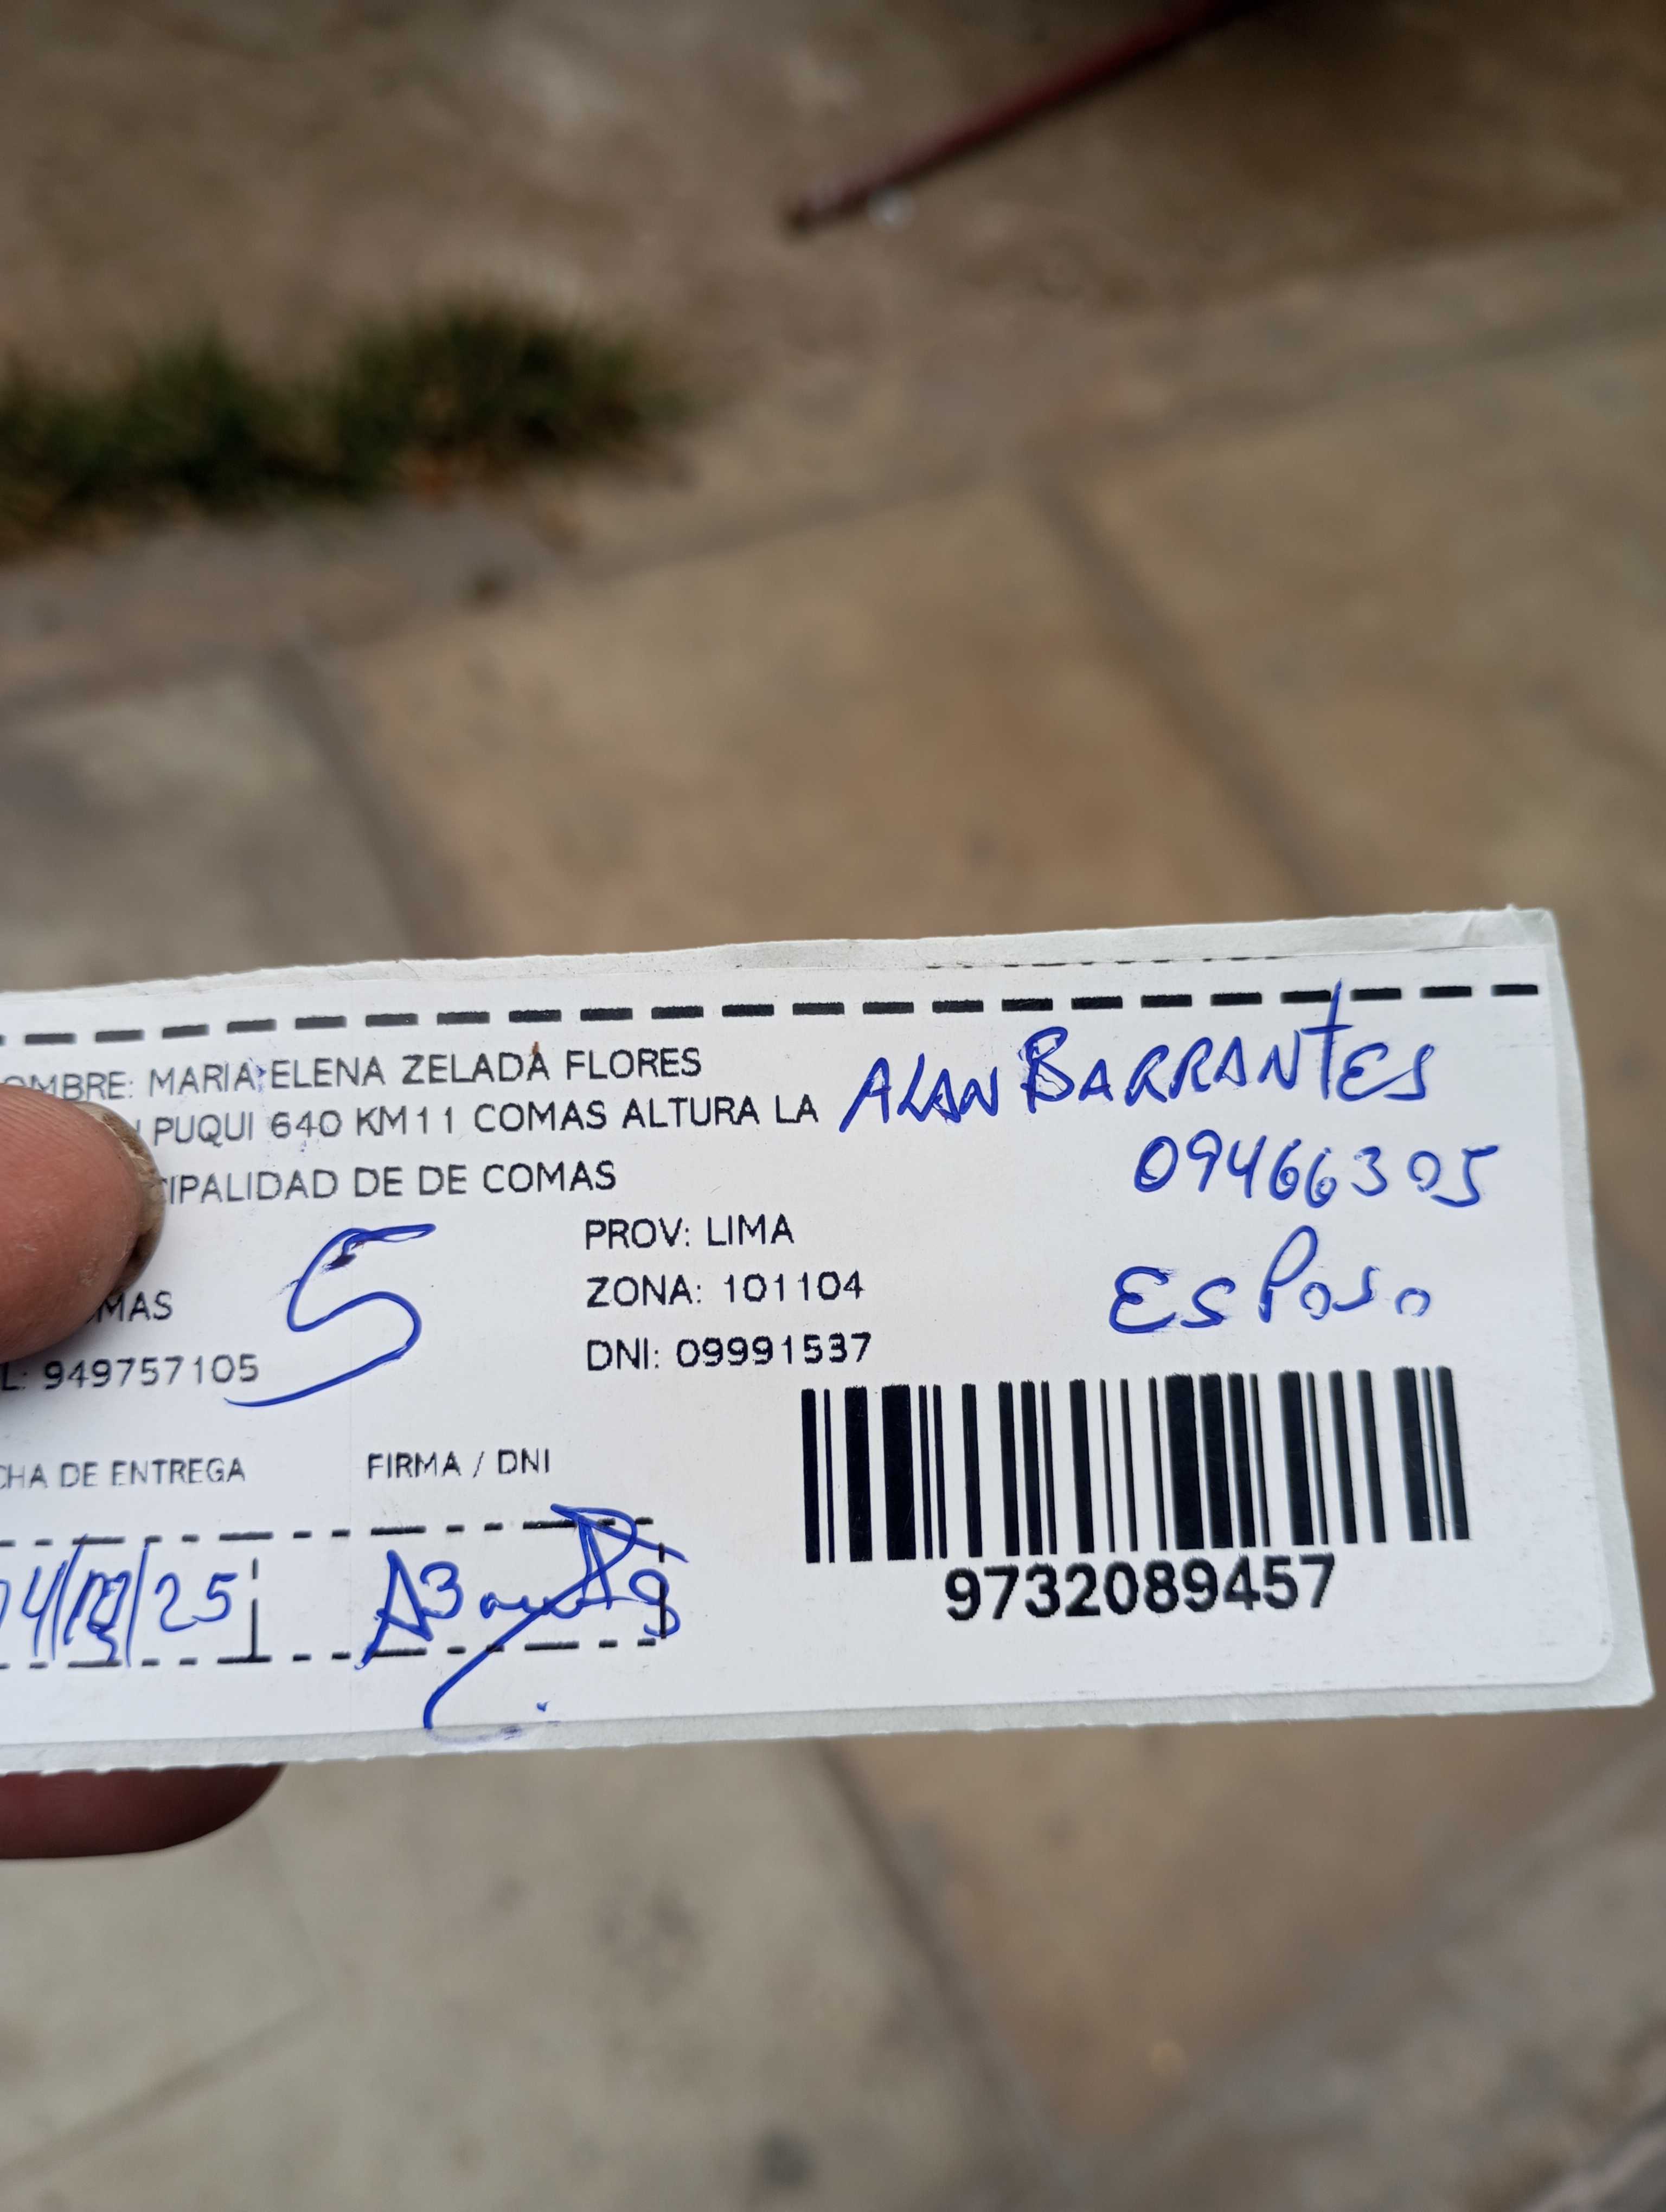 OMBRE: MARIA ELENA ZELADA FLORES
PUQUI 640 KM11 COMAS ALTURA LA
CIPALIDAD DE DE COMAS
ALAN BARRANTES
09466305
ESPOSO
5
PROV: LIMA
ZONA: 101104
DNI: 09991537
MAS
L: 949757105
CHA DE ENTREGA
FIRMA / DNI
25
9732089457